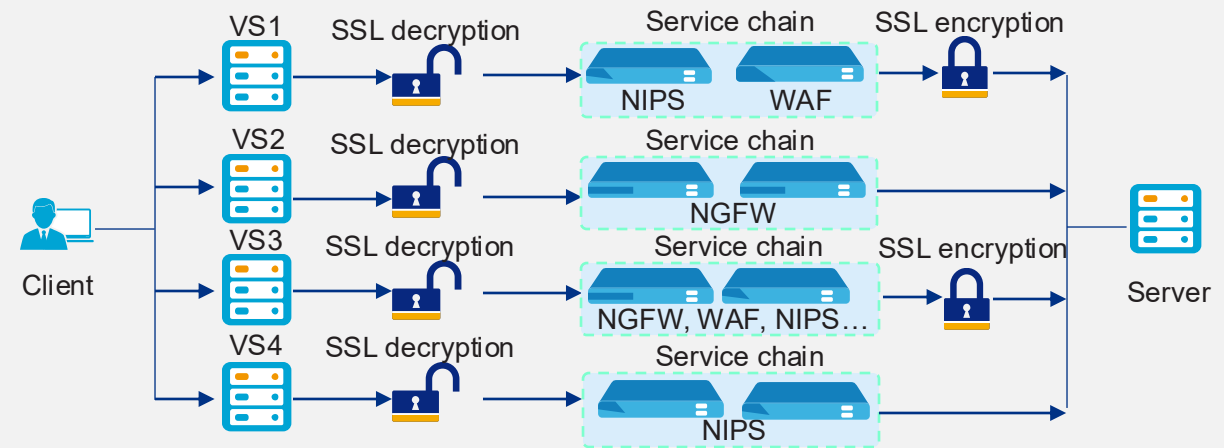 VS1
SSL decryption
Service chain
SSL encryption
NIPS
WAF
VS2
SSL decryption
Service chain
NGFW
Client
VS3
SSL decryption
Service chain
SSL encryption
NGFW, WAF, NIPS…
Server
VS4
SSL decryption
Service chain
NIPS